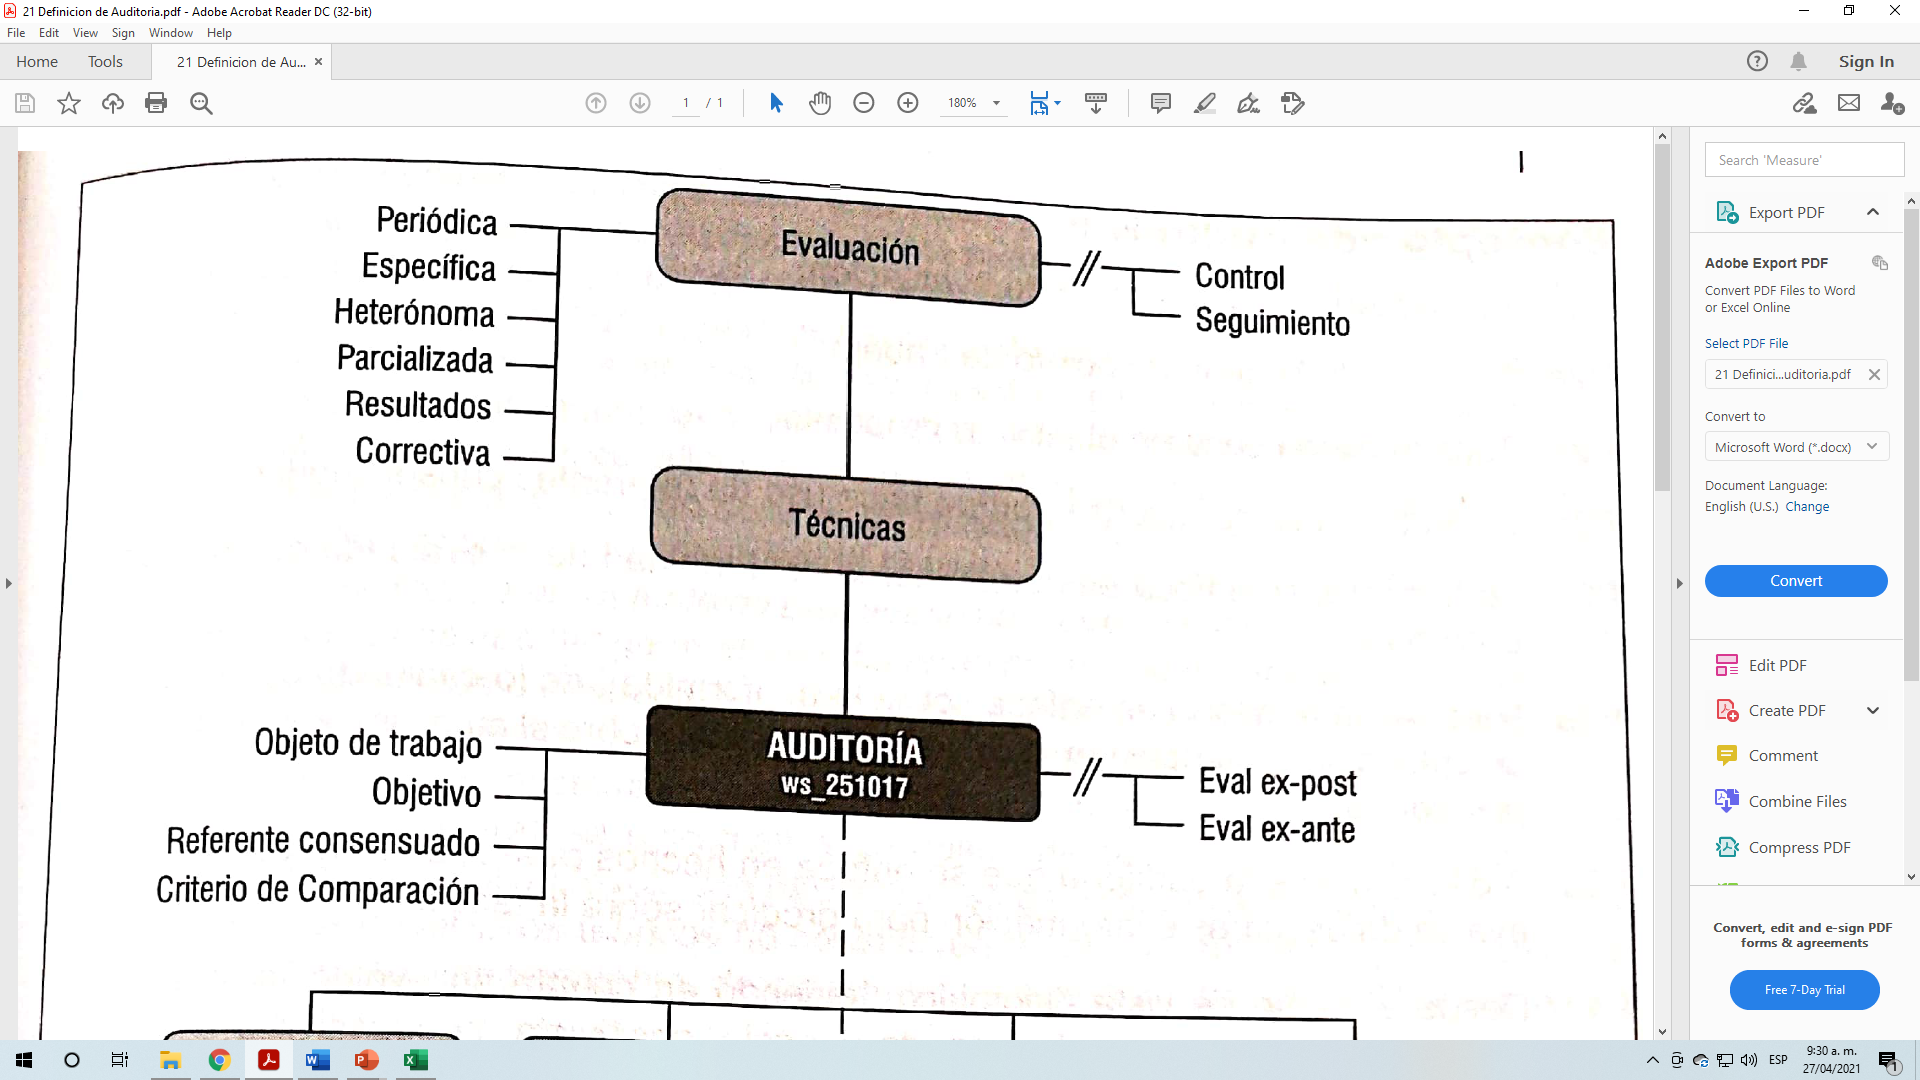 21 Definicion de Auditoria.pdf - Adobe Acrobat Reader DC (32-bit)
File Edit View Sign Window Help
Home Tools 21 Definicion de Au... ×
Sign In
1 / 1 180%
Periódica
Específica
Heterónoma
Parcializada
Resultados
Correctiva
Evaluación
Control
Seguimiento
Técnicas
Objeto de trabajo
Objetivo
Referente consensuado
Criterio de Comparación
AUDITORÍA
ws_251017
Eval ex-post
Eval ex-ante
Search 'Measure'
Export PDF
Adobe Export PDF
Convert PDF Files to Word
or Excel Online
Select PDF File
21 Definici...uditoria.pdf
Convert to
Microsoft Word (*.docx)
Document Language:
English (U.S.) Change
Convert
Edit PDF
Create PDF
Comment
Combine Files
Compress PDF
Convert, edit and e-sign PDF
forms & agreements
Free 7-Day Trial
ESP
9:30 a. m.
27/04/2021
1